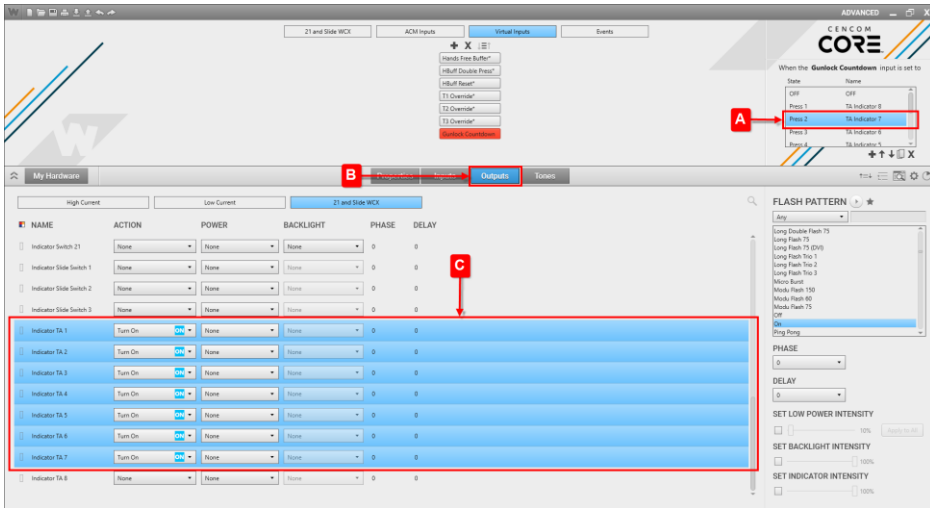 ADVANCED
21 and Slide WCX
ACM Inputs
Virtual Inputs
Events
Hands Free Buffer*
HBuff Double Press*
HBuff Reset*
T1 Override*
T2 Override*
T3 Override*
Gunlock Countdown
CENCOM
CORE
When the Gunlock Countdown input is set to
State Name
OFF OFF
Press 1 TA Indicator 8
Press 2 TA Indicator 7
Press 3 TA Indicator 6
Press 4 TA Indicator 5
A
My Hardware
B
Properties
Inputs
Outputs
Tones
High Current
Low Current
21 and Slide WCX
NAME ACTION POWER BACKLIGHT PHASE DELAY
Indicator Switch 21 None None None 0 0
Indicator Slide Switch 1 None None None 0 0
Indicator Slide Switch 2 None None None 0 0
Indicator Slide Switch 3 None None None 0 0
C
Indicator TA 1 Turn On ON None None 0 0
Indicator TA 2 Turn On ON None None 0 0
Indicator TA 3 Turn On ON None None 0 0
Indicator TA 4 Turn On ON None None 0 0
Indicator TA 5 Turn On ON None None 0 0
Indicator TA 6 Turn On ON None None 0 0
Indicator TA 7 Turn On ON None None 0 0
Indicator TA 8 None None None 0 0
FLASH PATTERN
Any
Long Double Flash 75
Long Flash 75
Long Flash 75 (DVI)
Long Flash Trio 1
Long Flash Trio 2
Long Flash Trio 3
Micro Burst
Modu Flash 150
Modu Flash 60
Modu Flash 75
Off
On
Ping Pong
PHASE
0
DELAY
0
SET LOW POWER INTENSITY
10% Apply to All
SET BACKLIGHT INTENSITY
100%
SET INDICATOR INTENSITY
100%